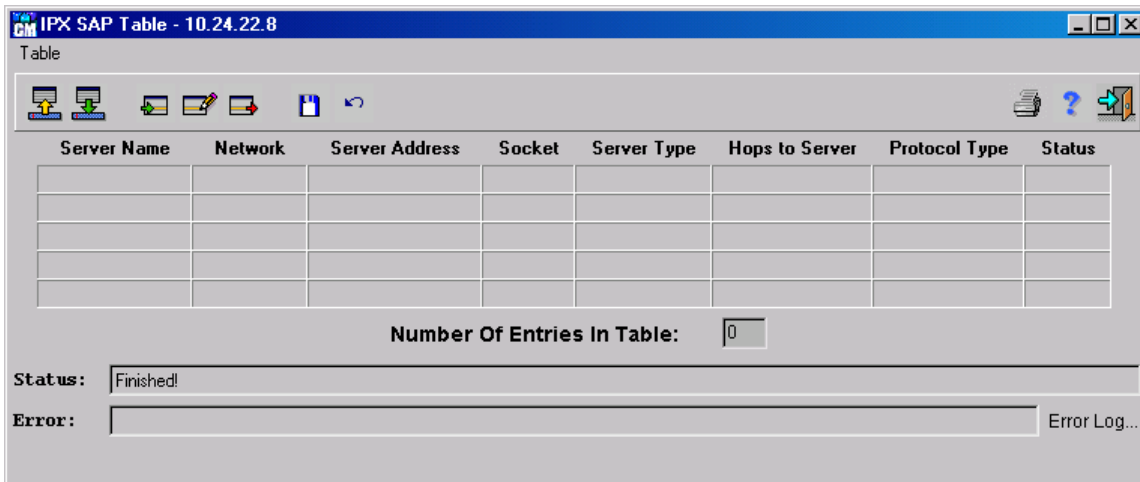 CM IPX SAP Table - 10.24.22.8
Table
Server Name Network Server Address Socket Server Type Hops to Server Protocol Type Status
Number Of Entries In Table: 0
Status: Finished!
Error: Error Log...